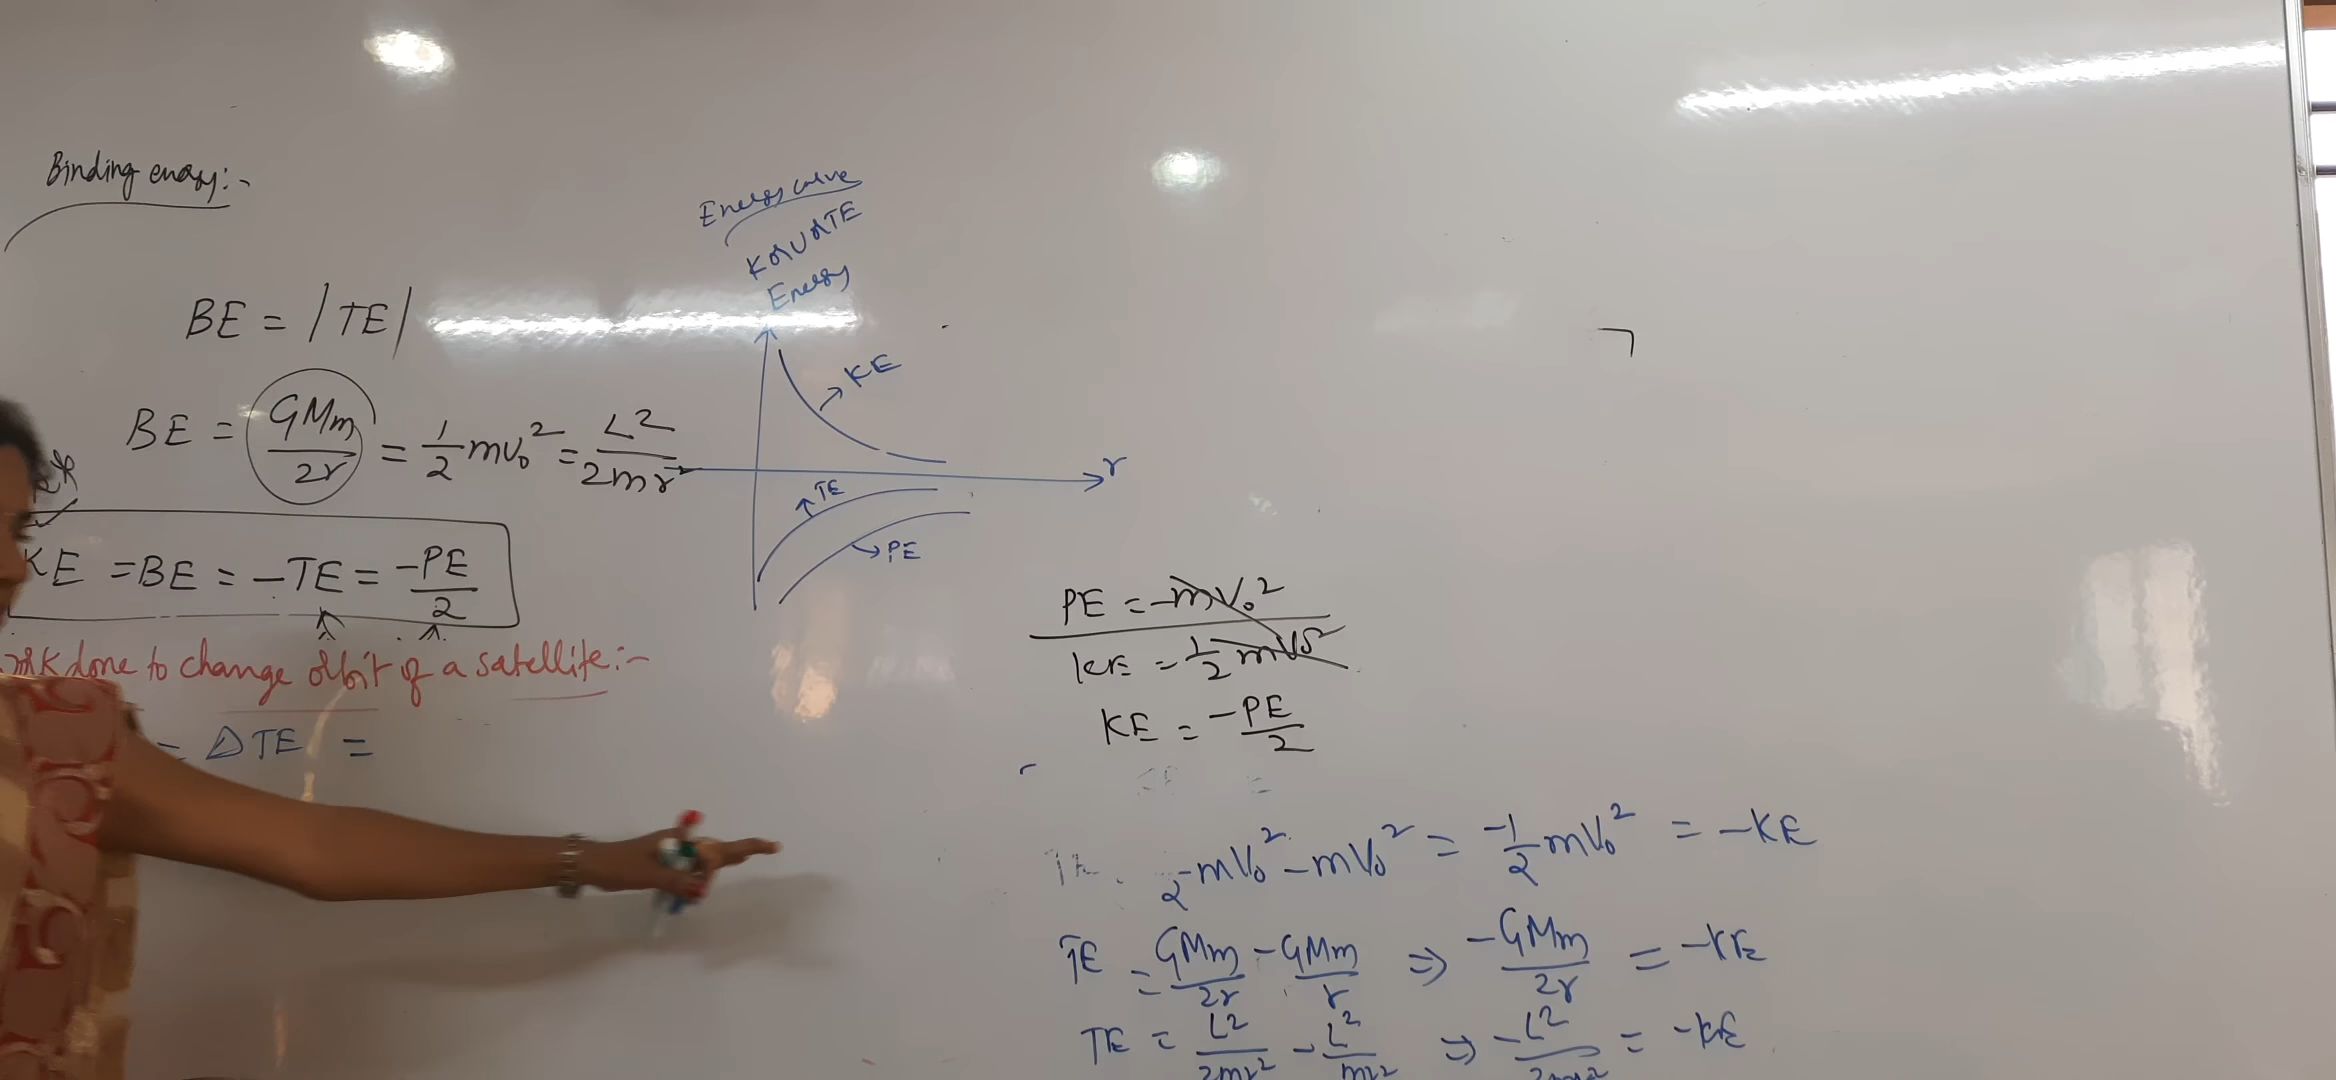 Binding energy:-
BE = |TE|
BE = GMm/2r = 1/2 mv₀² = L²/2mr²
KE = BE = -TE = -PE/2
done to change orbit of a satellite:-
= ΔTE =
Energy curve
K or U or TE
Energy
KE
r
TE
PE
PE = -mV₀²
KE = 1/2 mV₀²
KE = -PE/2
2 mV₀² - mV₀² = -1/2 mV₀² = -KE
TE = GMm/2r - GMm/r ⇒ -GMm/2r = -KE
TE = L²/2mr² - L²/mr² ⇒ -L²/2mr² = -KE